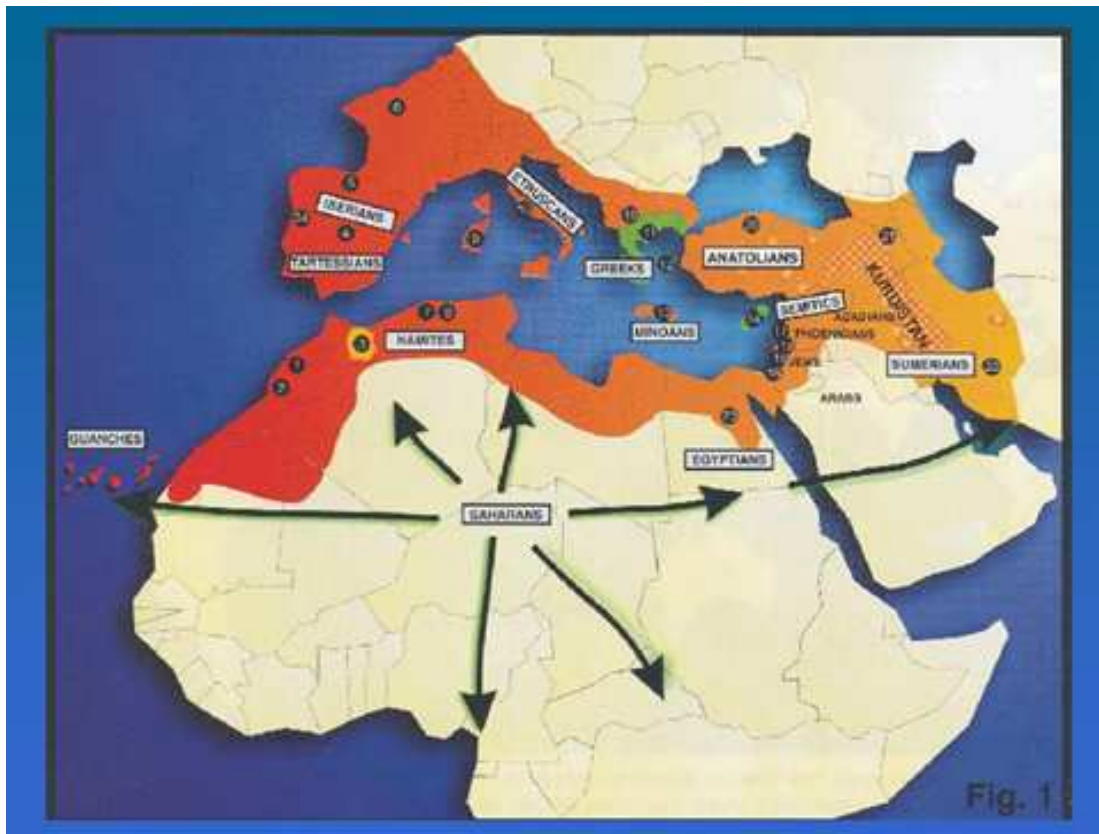 ETRUSCANS
IBERIANS
TARTESSIANS
GREEKS
ANATOLIANS
KURDISTAN
SEMITICS
ACADIANS
PHOENICIANS
MINOANS
JEWS
SUMERIANS
HAMITES
ARABS
GUANCHES
EGYPTIANS
SAHARANS
Fig. 1